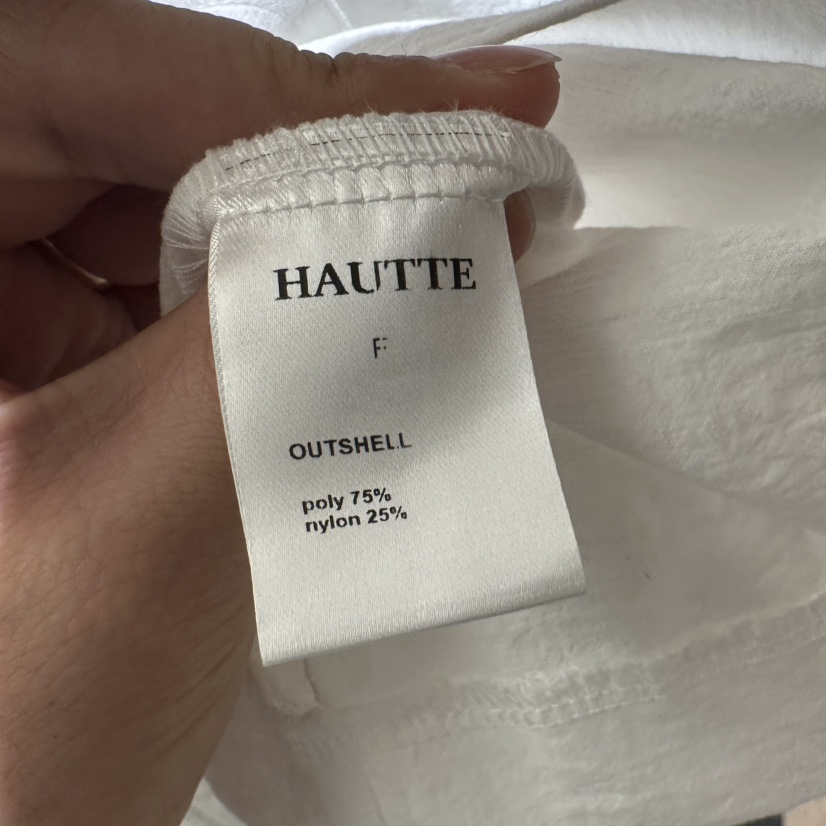 HAUTTE
F
OUTSHELL
poly 75%
nylon 25%